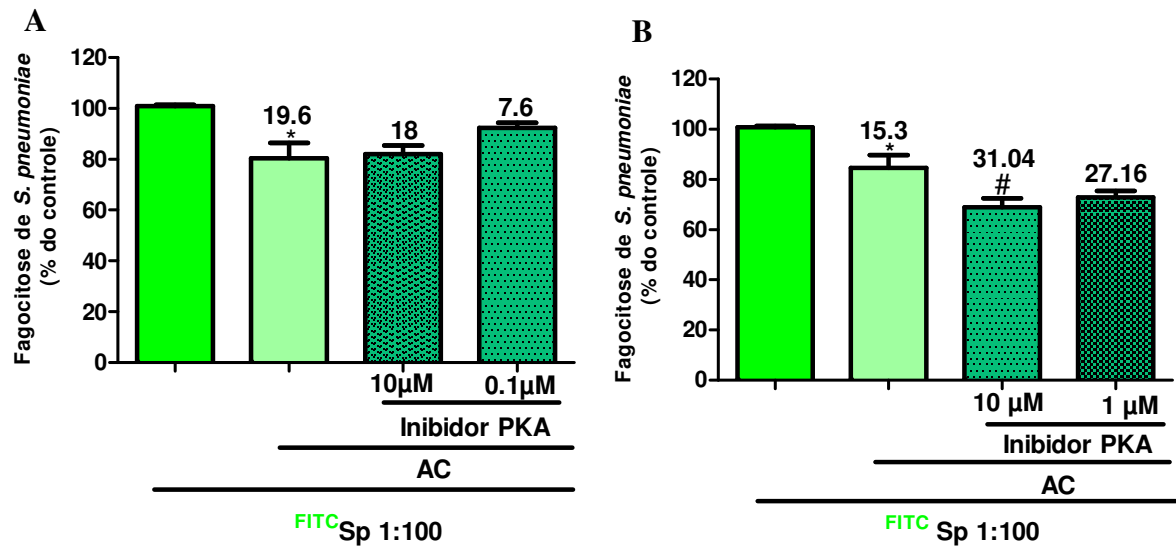 A
Fagocitose de S. pneumoniae
(% do controle)
120
100
80
60
40
20
0
19.6
*
18
7.6
10µM
0.1µM
Inibidor PKA
AC
FITC Sp 1:100
B
Fagocitose de S. pneumoniae
(% do controle)
120
100
80
60
40
20
0
15.3
*
31.04
#
27.16
10 µM
1 µM
Inibidor PKA
AC
FITC Sp 1:100